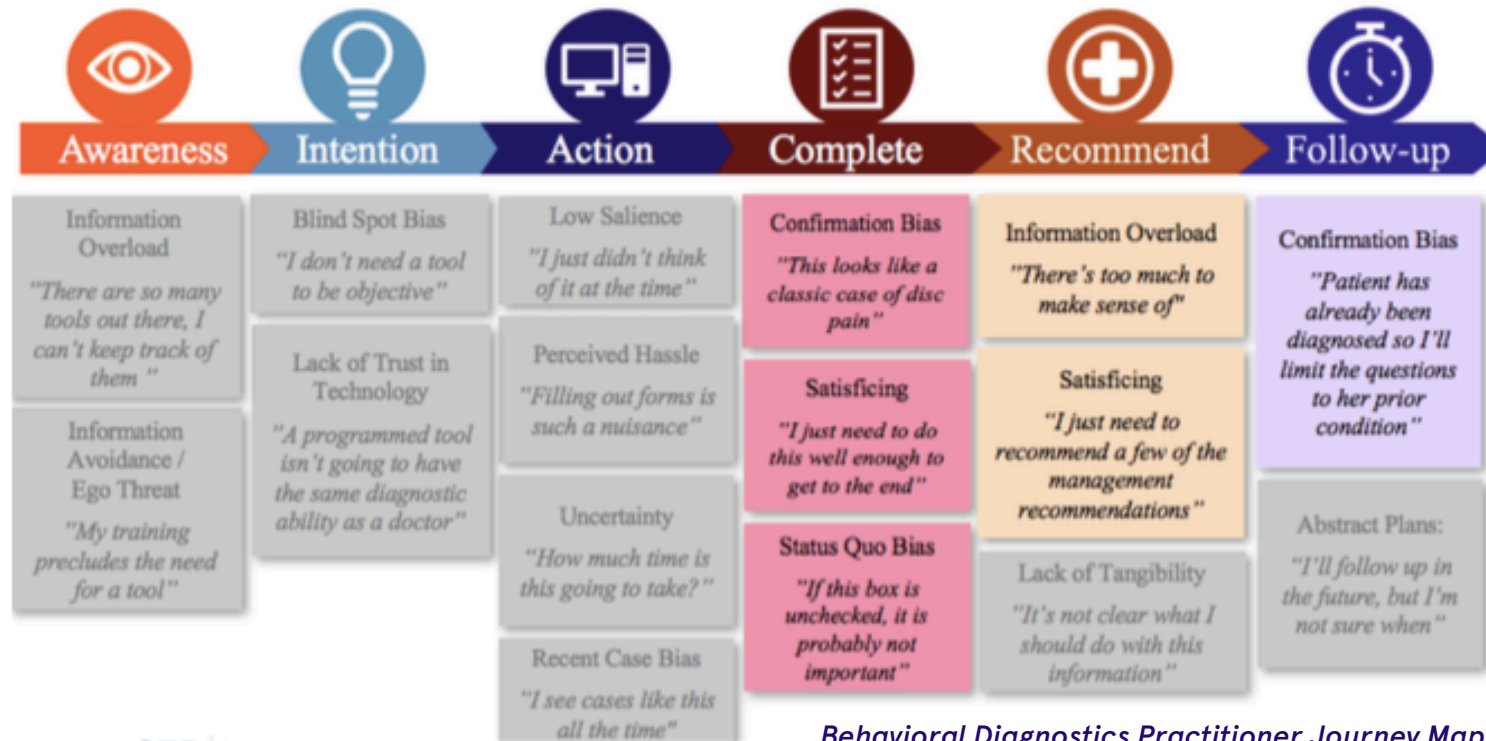 Awareness
Intention
Action
Complete
Recommend
Follow-up
Information
Overload
"There are so many
tools out there, I
can't keep track of
them "
Information
Avoidance /
Ego Threat
"My training
precludes the need
for a tool"
Blind Spot Bias
"I don't need a tool
to be objective"
Lack of Trust in
Technology
"A programmed tool
isn't going to have
the same diagnostic
ability as a doctor"
Low Salience
"I just didn't think
of it at the time"
Perceived Hassle
"Filling out forms is
such a nuisance"
Uncertainty
"How much time is
this going to take?"
Recent Case Bias
"I see cases like this
all the time"
Confirmation Bias
"This looks like a
classic case of disc
pain"
Satisficing
"I just need to do
this well enough to
get to the end"
Status Quo Bias
"If this box is
unchecked, it is
probably not
important"
Information Overload
"There's too much to
make sense of"
Satisficing
"I just need to
recommend a few of the
management
recommendations"
Lack of Tangibility
"It's not clear what I
should do with this
information"
Confirmation Bias
"Patient has
already been
diagnosed so I'll
limit the questions
to her prior
condition"
Abstract Plans:
"I'll follow up in
the future, but I'm
not sure when"
Behavioral Diagnostics Practitioner Journey Map